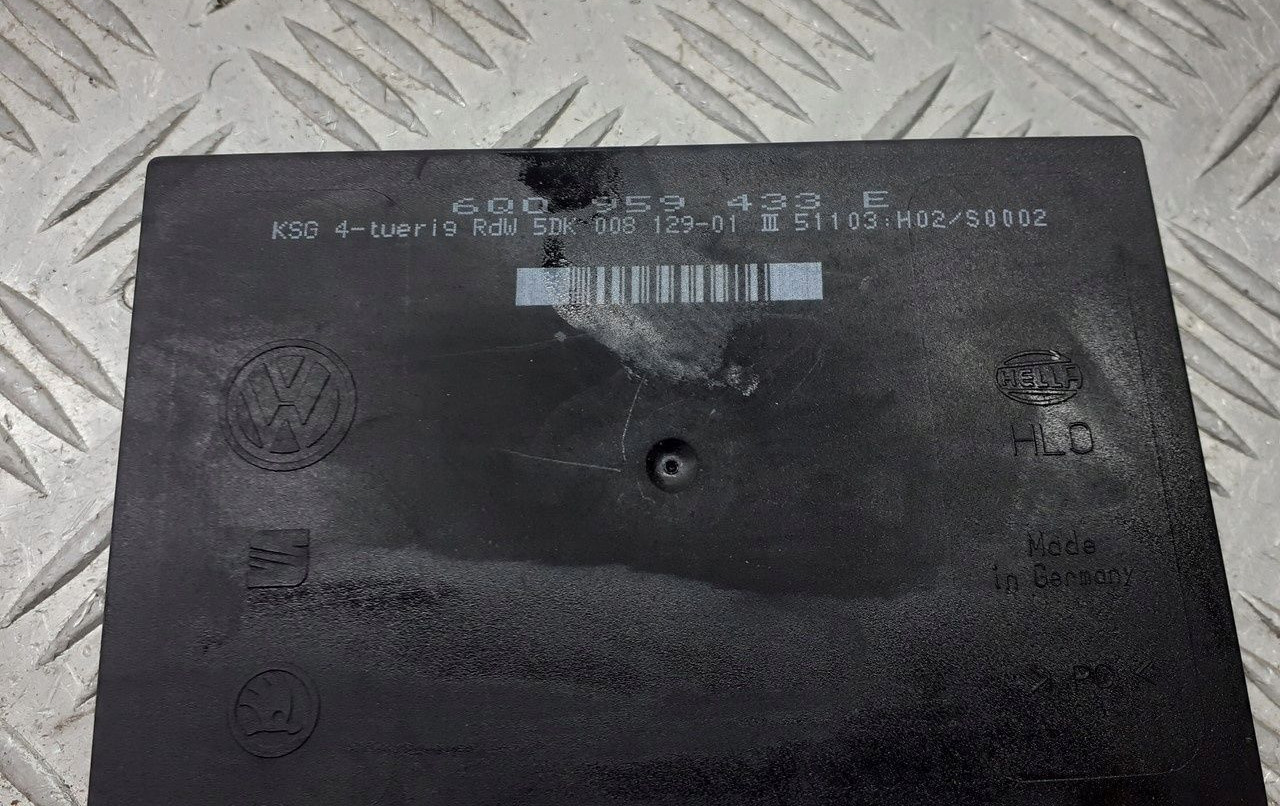 6Q0 959 433 E
KSG 4-tuerig RdW 5DK 008 129-01 III 51103:H02/S0002
HELLA
HLO
Made
in Germany